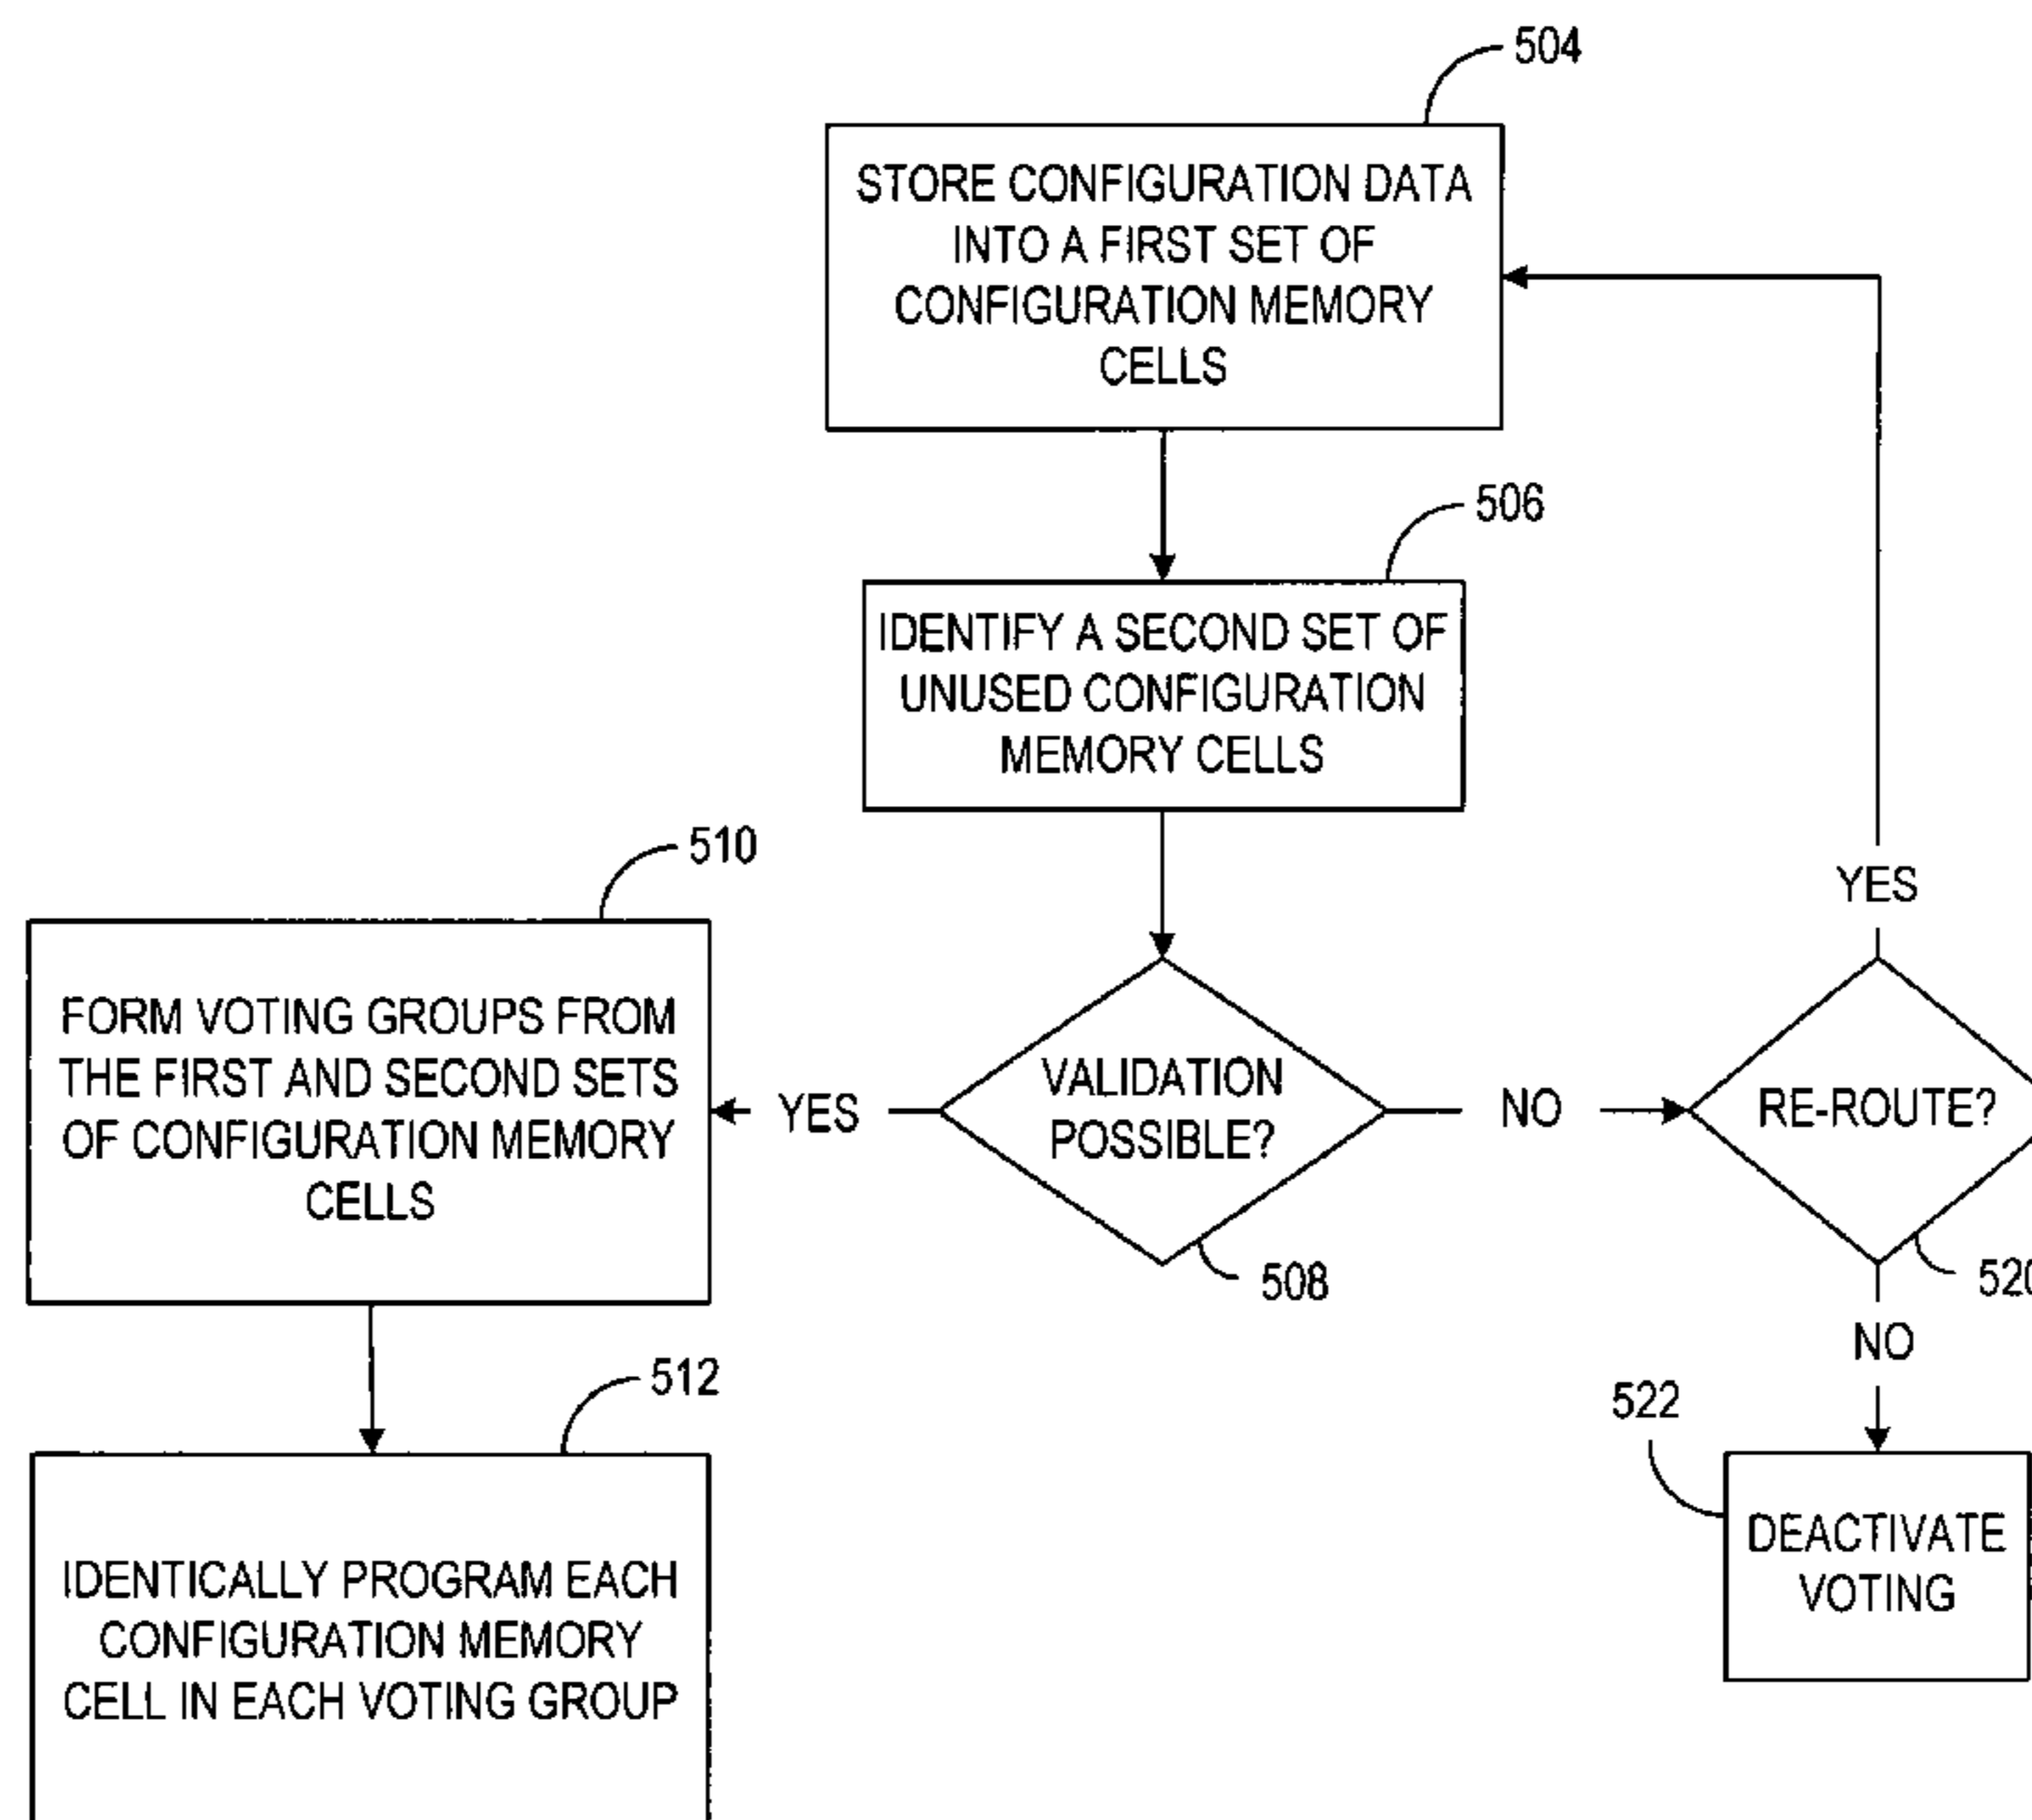 504
STORE CONFIGURATION DATA
INTO A FIRST SET OF
CONFIGURATION MEMORY
CELLS
506
IDENTIFY A SECOND SET OF
UNUSED CONFIGURATION
MEMORY CELLS
510
YES
FORM VOTING GROUPS FROM
THE FIRST AND SECOND SETS
OF CONFIGURATION MEMORY
CELLS
YES
VALIDATION
POSSIBLE?
NO
RE-ROUTE?
508
520
NO
512
522
IDENTICALLY PROGRAM EACH
CONFIGURATION MEMORY
CELL IN EACH VOTING GROUP
DEACTIVATE
VOTING